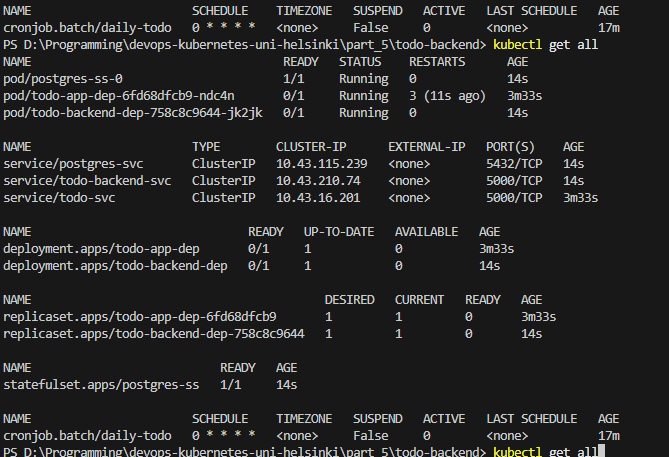 NAME SCHEDULE TIMEZONE SUSPEND ACTIVE LAST SCHEDULE AGE
cronjob.batch/daily-todo 0 * * * * <none> False 0 <none> 17m
PS D:\Programming\devops-kubernetes-uni-helsinki\part_5\todo-backend> kubectl get all
NAME READY STATUS RESTARTS AGE
pod/postgres-ss-0 1/1 Running 0 14s
pod/todo-app-dep-6fd68dfcb9-ndc4n 0/1 Running 3 (11s ago) 3m33s
pod/todo-backend-dep-758c8c9644-jk2jk 0/1 Running 0 14s
NAME TYPE CLUSTER-IP EXTERNAL-IP PORT(S) AGE
service/postgres-svc ClusterIP 10.43.115.239 <none> 5432/TCP 14s
service/todo-backend-svc ClusterIP 10.43.210.74 <none> 5000/TCP 14s
service/todo-svc ClusterIP 10.43.16.201 <none> 5000/TCP 3m33s
NAME READY UP-TO-DATE AVAILABLE AGE
deployment.apps/todo-app-dep 0/1 1 0 3m33s
deployment.apps/todo-backend-dep 0/1 1 0 14s
NAME DESIRED CURRENT READY AGE
replicaset.apps/todo-app-dep-6fd68dfcb9 1 1 0 3m33s
replicaset.apps/todo-backend-dep-758c8c9644 1 1 0 14s
NAME READY AGE
statefulset.apps/postgres-ss 1/1 14s
NAME SCHEDULE TIMEZONE SUSPEND ACTIVE LAST SCHEDULE AGE
cronjob.batch/daily-todo 0 * * * * <none> False 0 <none> 17m
PS D:\Programming\devops-kubernetes-uni-helsinki\part_5\todo-backend> kubectl get all